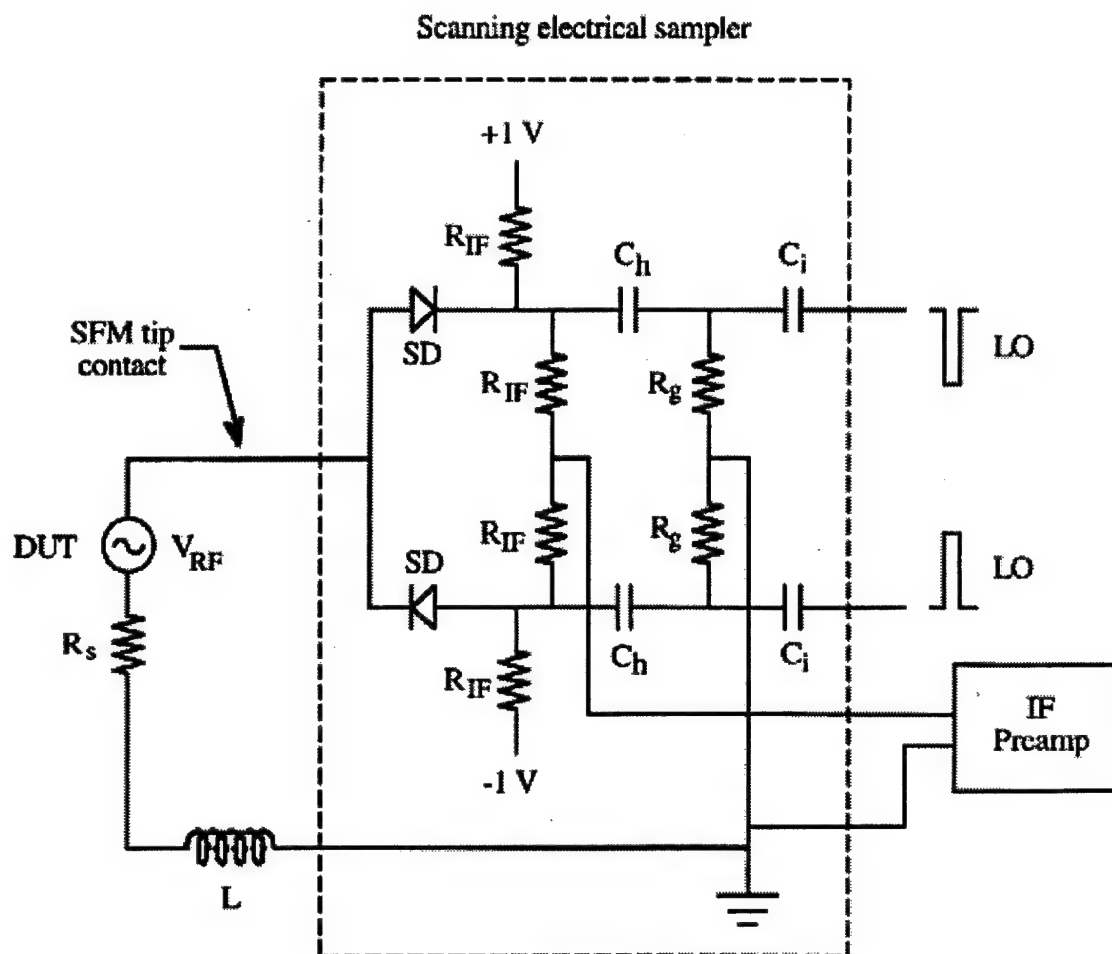 Scanning electrical sampler
+1 V
R_IF
C_h
C_i
SFM tip
contact
SD
LO
R_IF
R_g
DUT
V_RF
R_IF
R_g
SD
LO
R_s
C_h
C_i
R_IF
IF
Preamp
-1 V
L